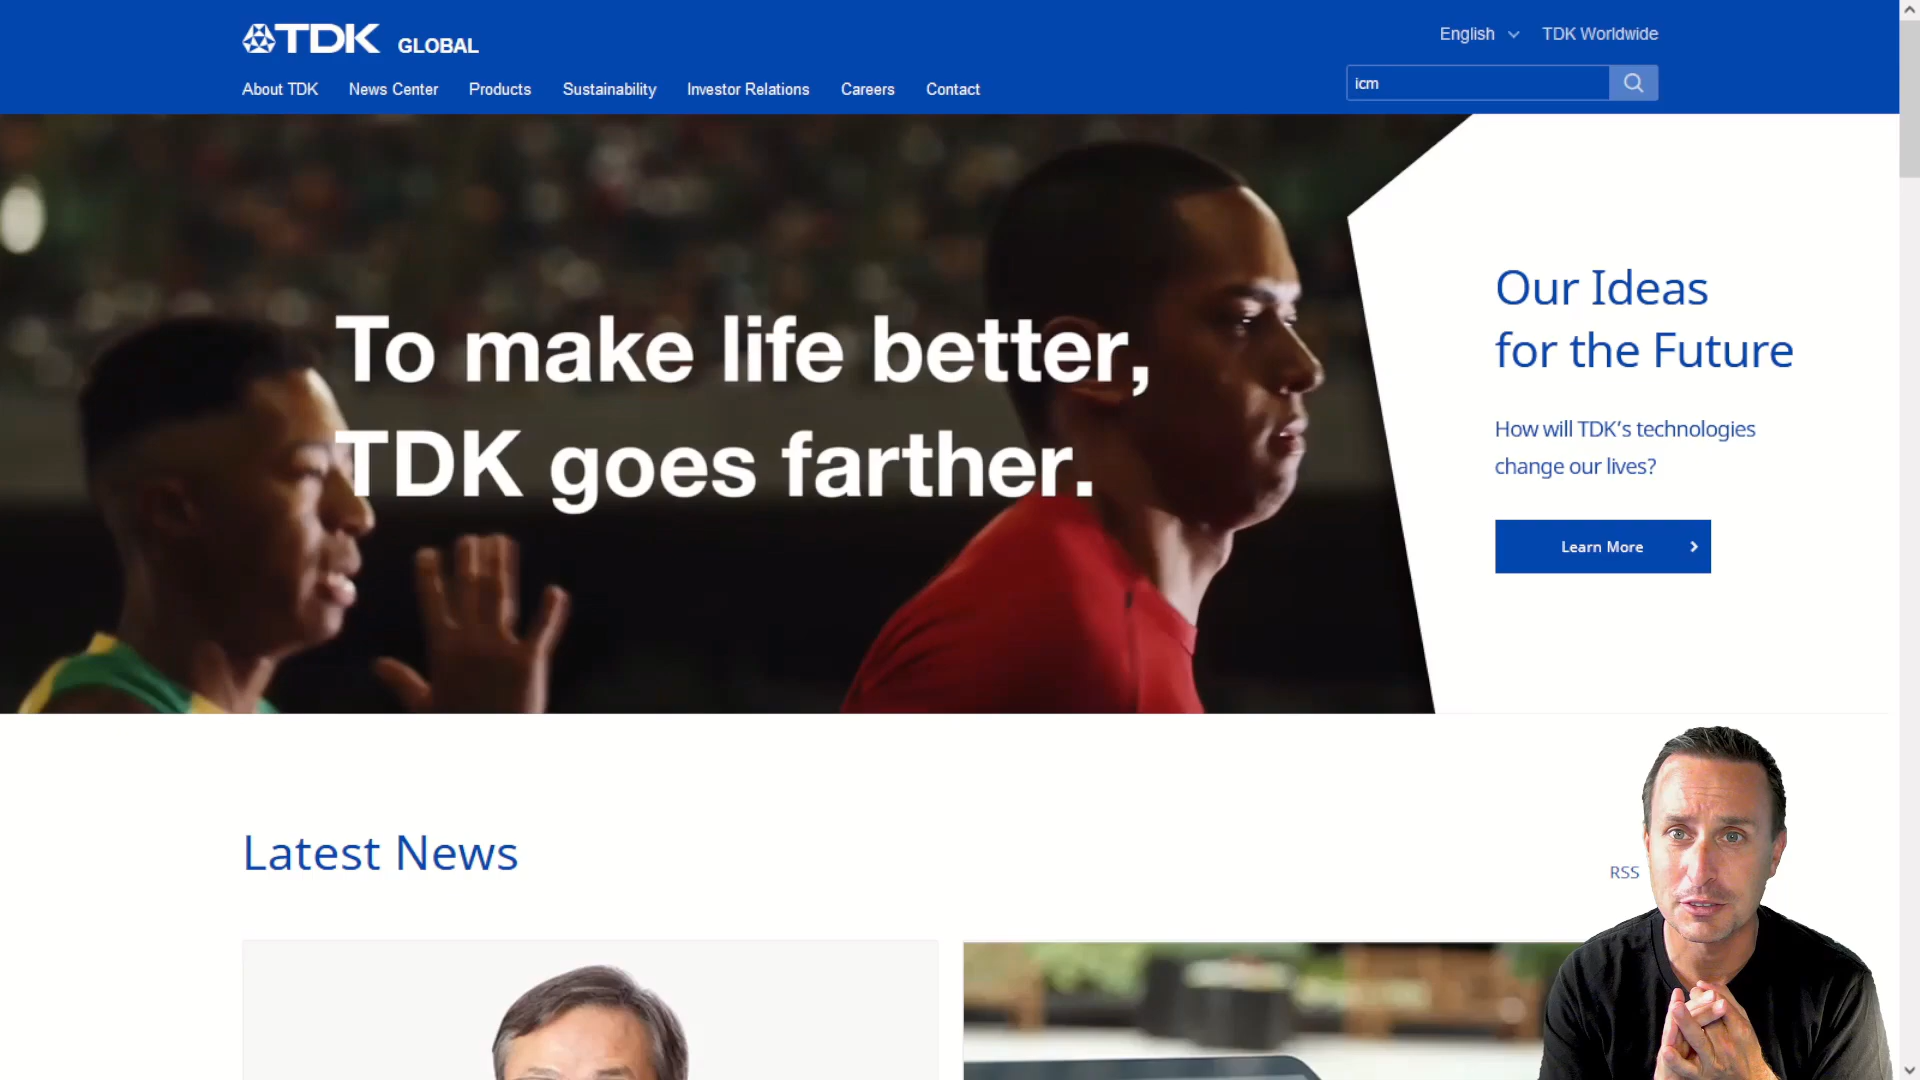 TDK GLOBAL
English
TDK Worldwide
icm
About TDK
News Center
Products
Sustainability
Investor Relations
Careers
Contact
To make life better,
TDK goes farther.
Our Ideas
for the Future
How will TDK's technologies
change our lives?
Learn More
Latest News
RSS